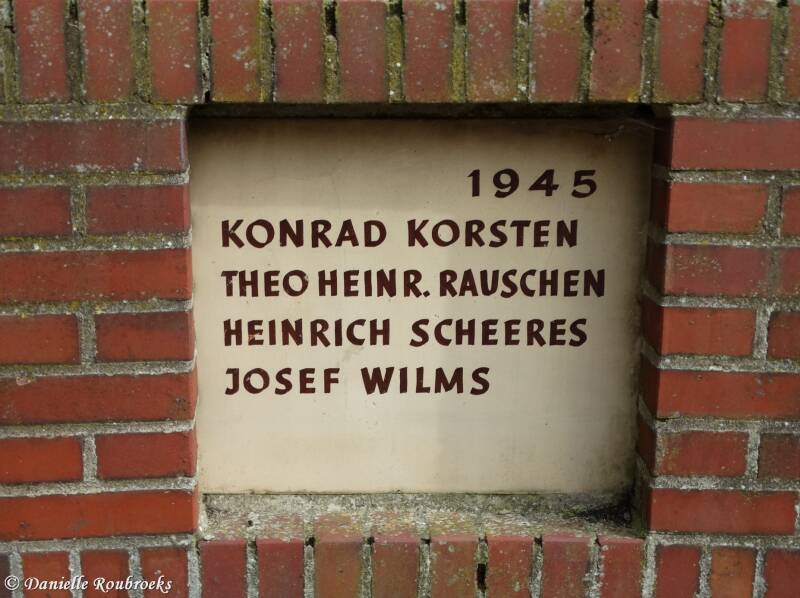 1945
KONRAD KORSTEN
THEO HEINR. RAUSCHEN
HEINRICH SCHEERES
JOSEF WILMS
© Danielle Roubroeks